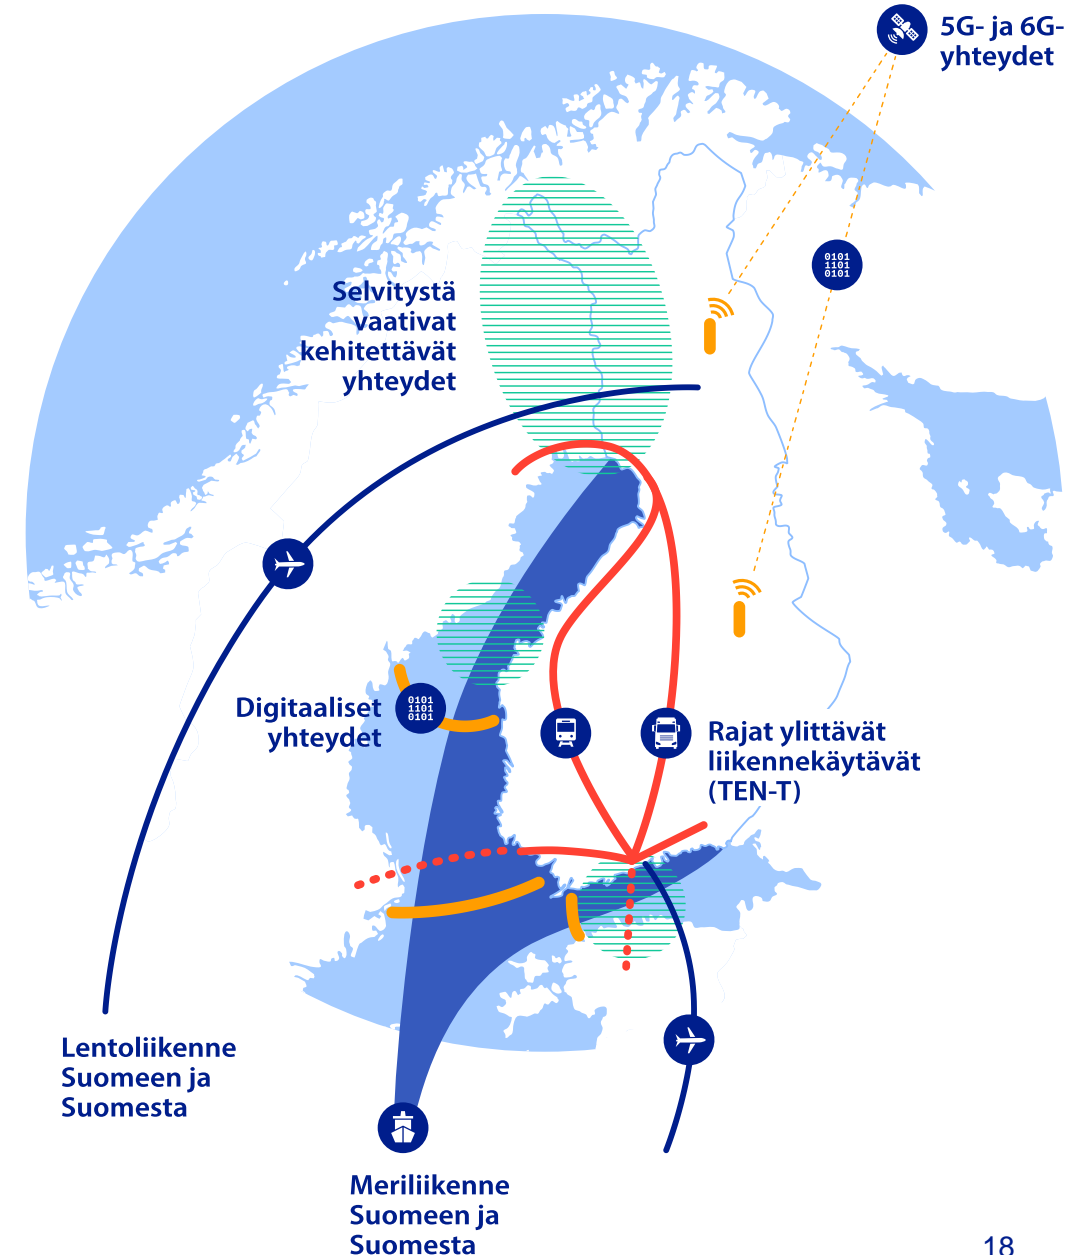 5G- ja 6G-
yhteydet
0101
1101
0101
Selvitystä
vaativat
kehitettävät
yhteydet
Digitaaliset
yhteydet
0101
1101
0101
Rajat ylittävät
liikennekäytävät
(TEN-T)
Lentoliikenne
Suomeen ja
Suomesta
Meriliikenne
Suomeen ja
Suomesta
18